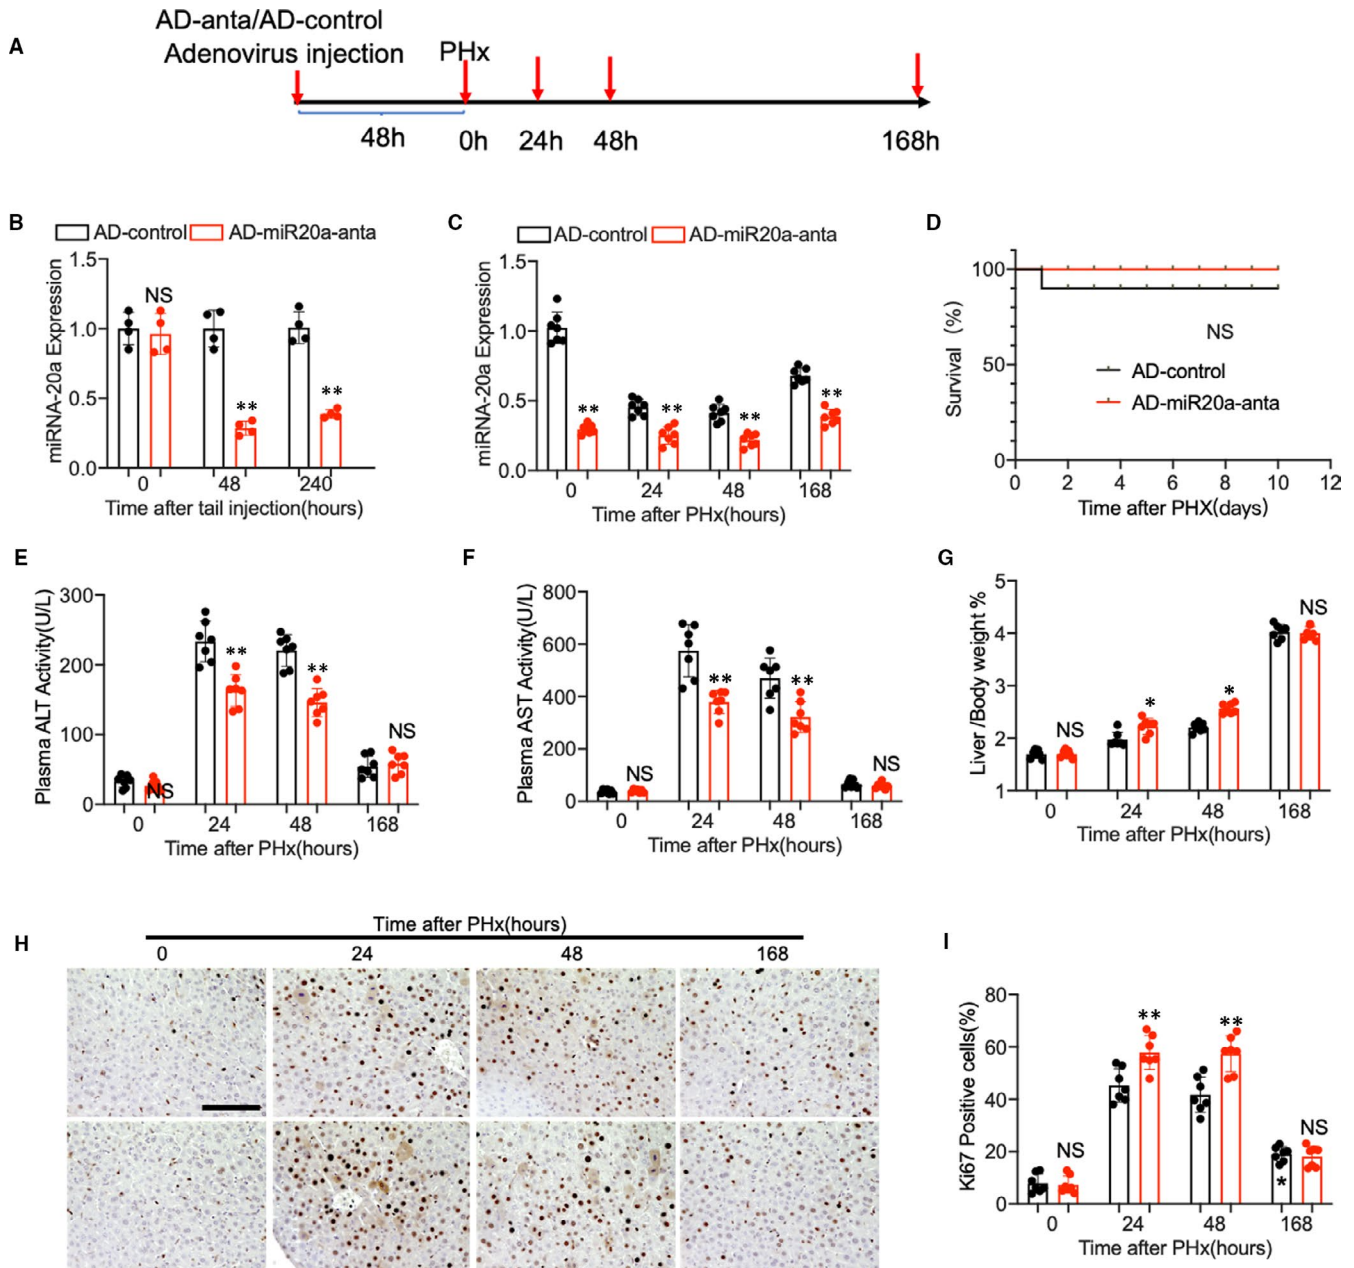 A
AD-anta/AD-control
Adenovirus injection
PHx
48h
0h
24h
48h
168h
B
AD-control
AD-miR20a-anta
miRNA-20a Expression
1.5
1.0
0.5
0.0
NS
**
**
0
48
240
Time after tail injection(hours)
C
AD-control
AD-miR20a-anta
miRNA-20a Expression
1.5
1.0
0.5
0.0
**
**
**
**
0
24
48
168
Time after PHx(hours)
D
Survival (%)
100
50
0
NS
AD-control
AD-miR20a-anta
0
2
4
6
8
10
12
Time after PHX(days)
E
Plasma ALT Activity(U/L)
300
200
100
0
NS
**
**
NS
0
24
48
168
Time after PHx(hours)
F
Plasma AST Activity(U/L)
800
600
400
200
0
NS
**
**
NS
0
24
48
168
Time after PHx(hours)
G
Liver /Body weight %
5
4
3
2
1
NS
*
*
NS
0
24
48
168
Time after PHx(hours)
H
Time after PHx(hours)
0
24
48
168
I
Ki67 Positive cells(%)
80
60
40
20
0
NS
**
**
*
NS
0
24
48
168
Time after PHx(hours)